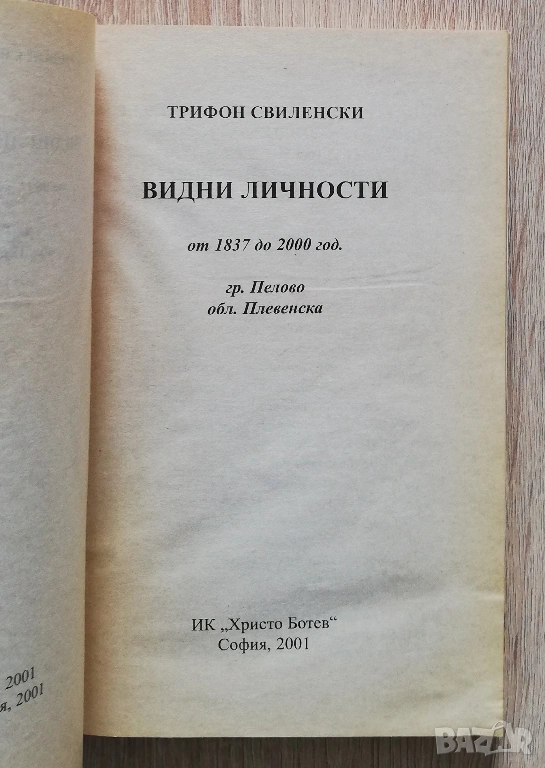 ТРИФОН СВИЛЕНСКИ
ВИДНИ ЛИЧНОСТИ
от 1837 до 2000 год.
гр. Пелово
обл. Плевенска
ИК „Христо Ботев“
София, 2001
2001
я, 2001
BAZAR